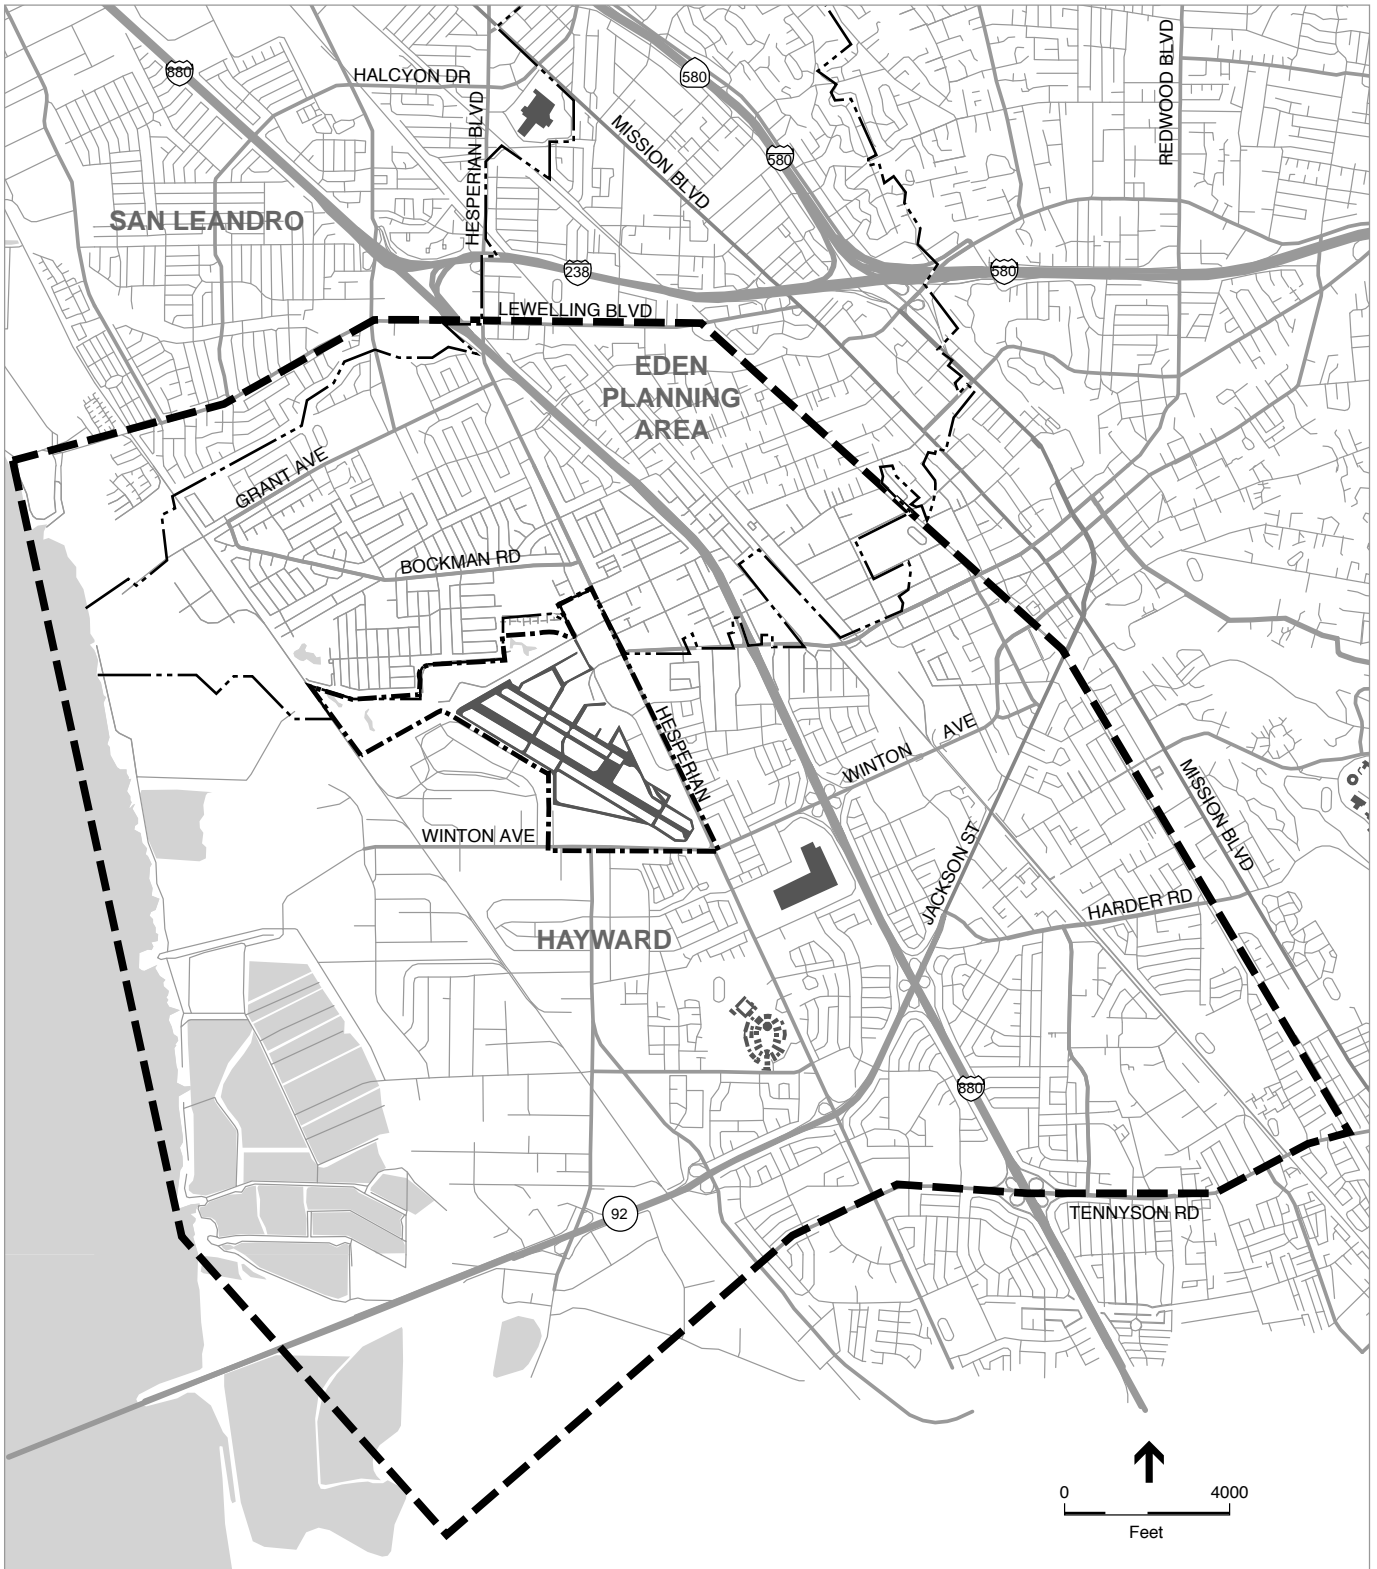 880
HALCYON DR
580
HESPERIAN BLVD
MISSION BLVD
REDWOOD BLVD
580
SAN LEANDRO
238
580
LEWELLING BLVD
EDEN
PLANNING
AREA
GRANT AVE
BOCKMAN RD
HESPERIAN
WINTON AVE
MISSION BLVD
WINTON AVE
JACKSON ST
HARDER RD
HAYWARD
880
92
TENNYSON RD
0 4000
Feet